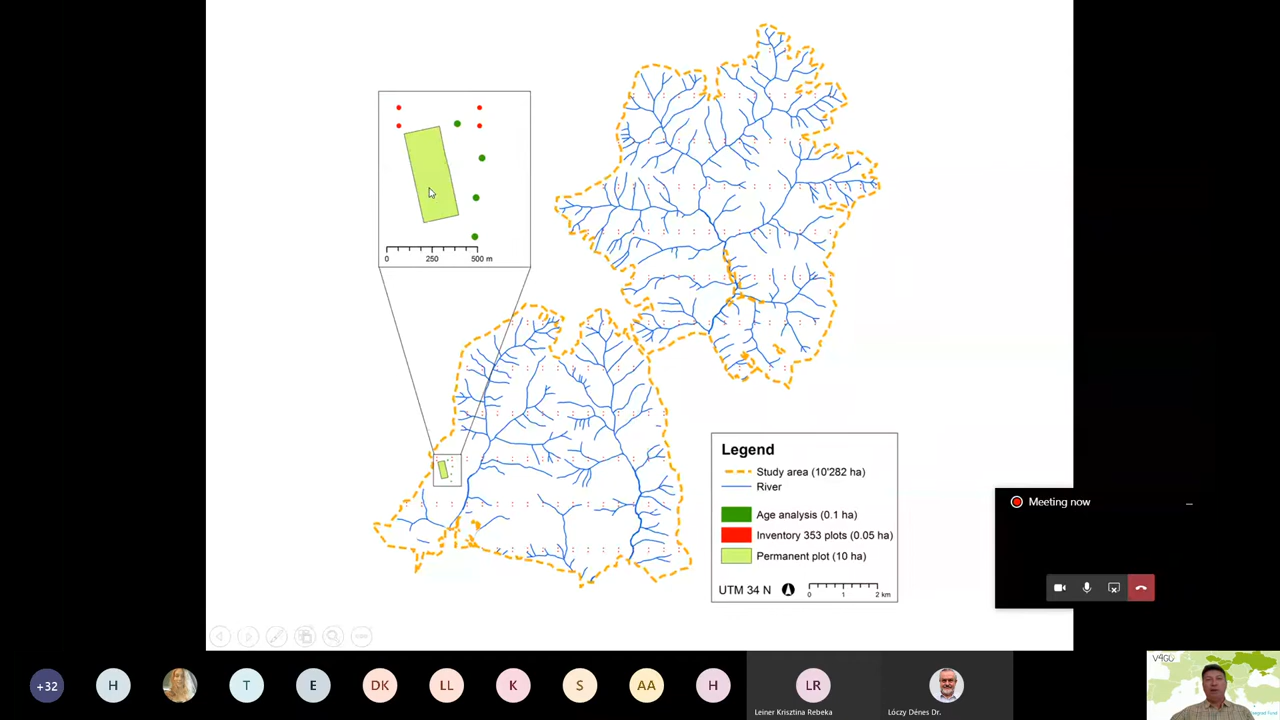 0 250 500 m
Legend
Study area (10'282 ha)
River
Age analysis (0.1 ha)
Inventory 353 plots (0.05 ha)
Permanent plot (10 ha)
UTM 34 N
0 1 2 km
Meeting now
+32
H
T
E
DK
LL
K
S
AA
H
LR
Leiner Krisztina Rebeka
Lóczy Dénes Dr.